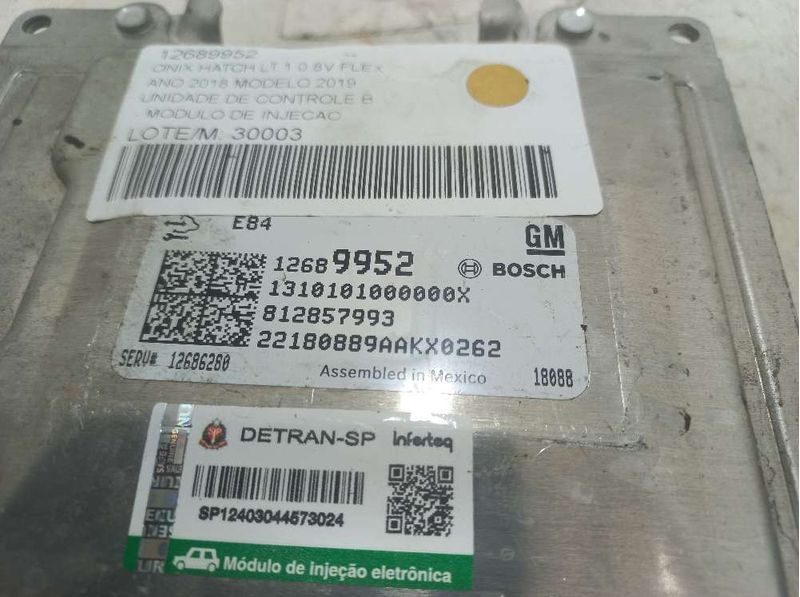 12689952
ONIX HATCH LT 1.0 8V FLEX
ANO 2018 MODELO 2019
UNIDADE DE CONTROLE B
MODULO DE INJECAO
LOTE/M: 30003
E84
GM
12689952
BOSCH
1310101000000X
812857993
22180889AAKX0262
SERV# 12686280
Assembled in Mexico
18088
DETRAN-SP
inferteq
SP12403044573024
Módulo de injeção eletrônica